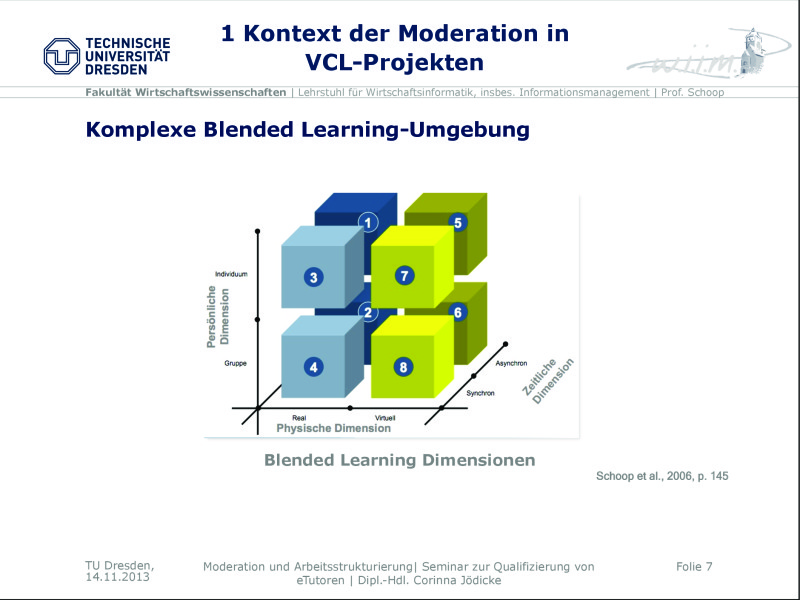 TECHNISCHE
UNIVERSITÄT
DRESDEN
1 Kontext der Moderation in
VCL-Projekten
w.i.i.m.
Fakultät Wirtschaftswissenschaften | Lehrstuhl für Wirtschaftsinformatik, insbes. Informationsmanagement | Prof. Schoop
Komplexe Blended Learning-Umgebung
1
5
3
7
2
6
4
8
Individuum
Persönliche
Dimension
Gruppe
Asynchron
Synchron
Zeitliche
Dimension
Real
Virtuell
Physische Dimension
Blended Learning Dimensionen
Schoop et al., 2006, p. 145
TU Dresden,
14.11.2013
Moderation und Arbeitsstrukturierung| Seminar zur Qualifizierung von
eTutoren | Dipl.-Hdl. Corinna Jödicke
Folie 7